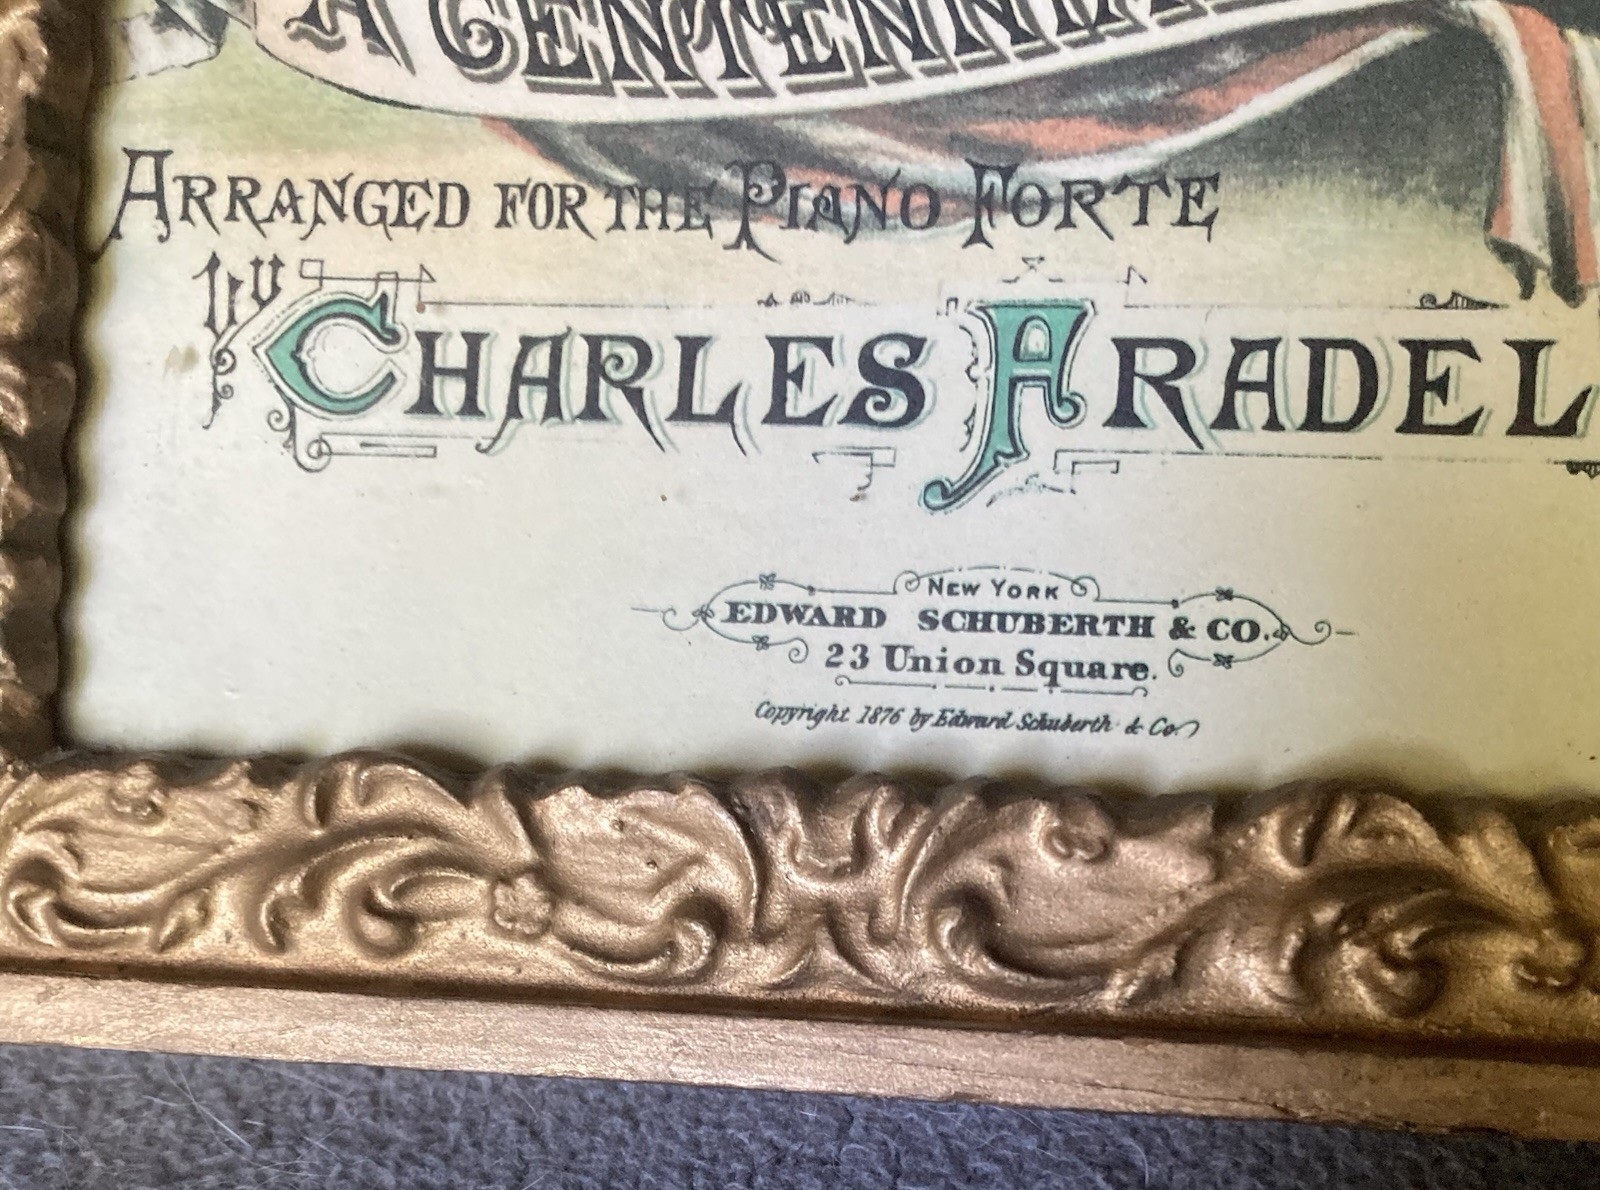 A CENTENNIAL
ARRANGED FOR THE PIANO FORTE
by
CHARLES ARADEL
NEW YORK
EDWARD SCHUBERTH & CO.
23 Union Square.
Copyright 1876 by Edward Schuberth & Co.